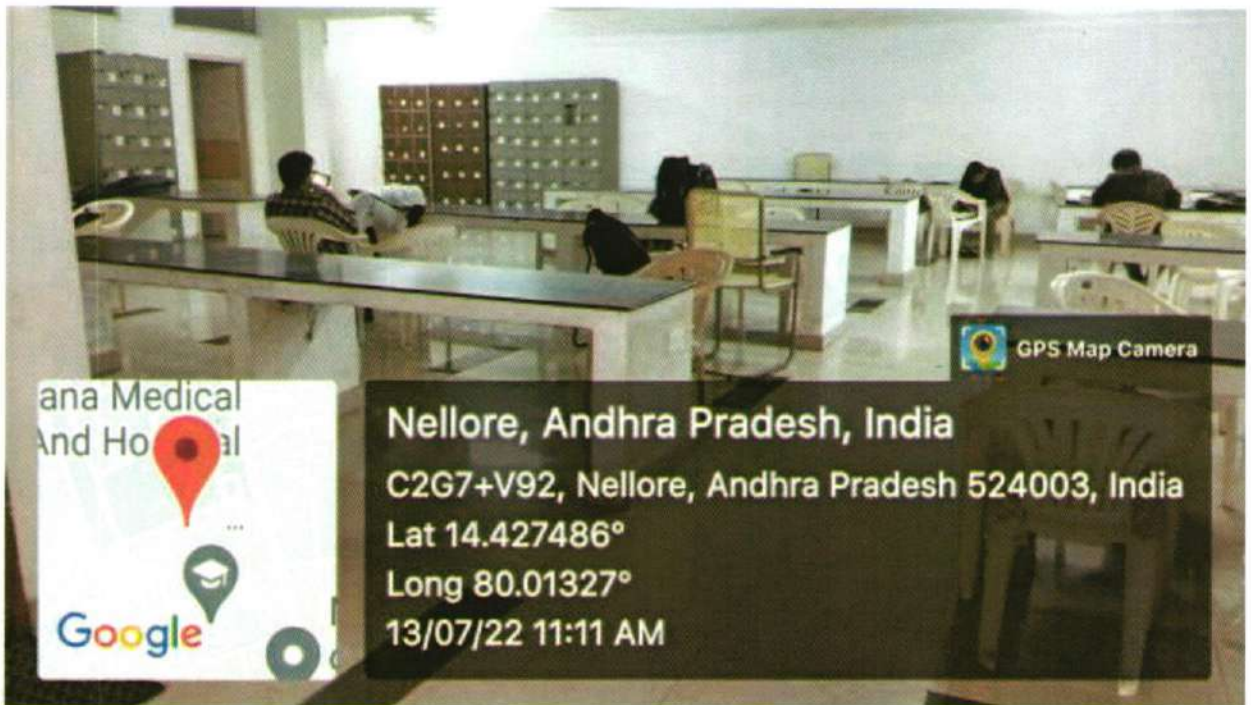 GPS Map Camera
ana Medical
And Ho al
Google
Nellore, Andhra Pradesh, India
C2G7+V92, Nellore, Andhra Pradesh 524003, India
Lat 14.427486°
Long 80.01327°
13/07/22 11:11 AM